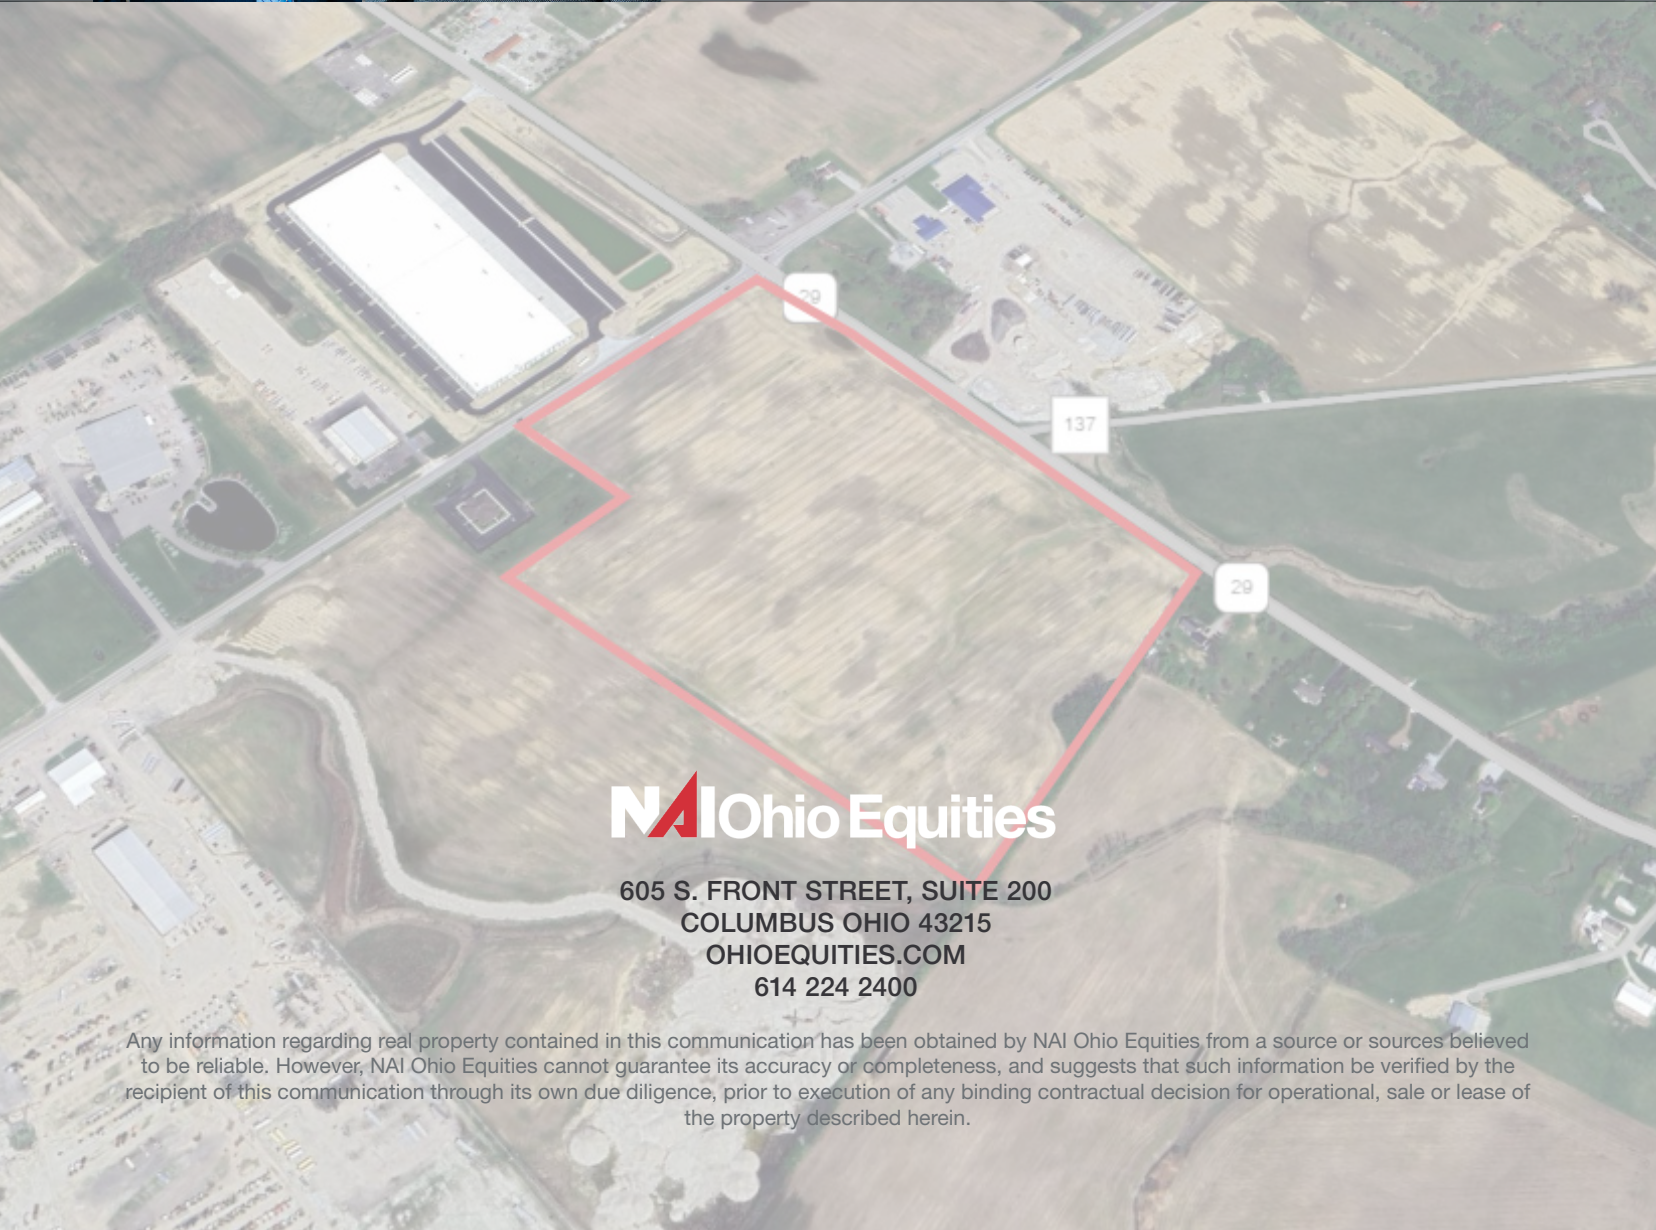 29
137
29
NAI Ohio Equities
605 S. FRONT STREET, SUITE 200
COLUMBUS OHIO 43215
OHIOEQUITIES.COM
614 224 2400
Any information regarding real property contained in this communication has been obtained by NAI Ohio Equities from a source or sources believed
to be reliable. However, NAI Ohio Equities cannot guarantee its accuracy or completeness, and suggests that such information be verified by the
recipient of this communication through its own due diligence, prior to execution of any binding contractual decision for operational, sale or lease of
the property described herein.